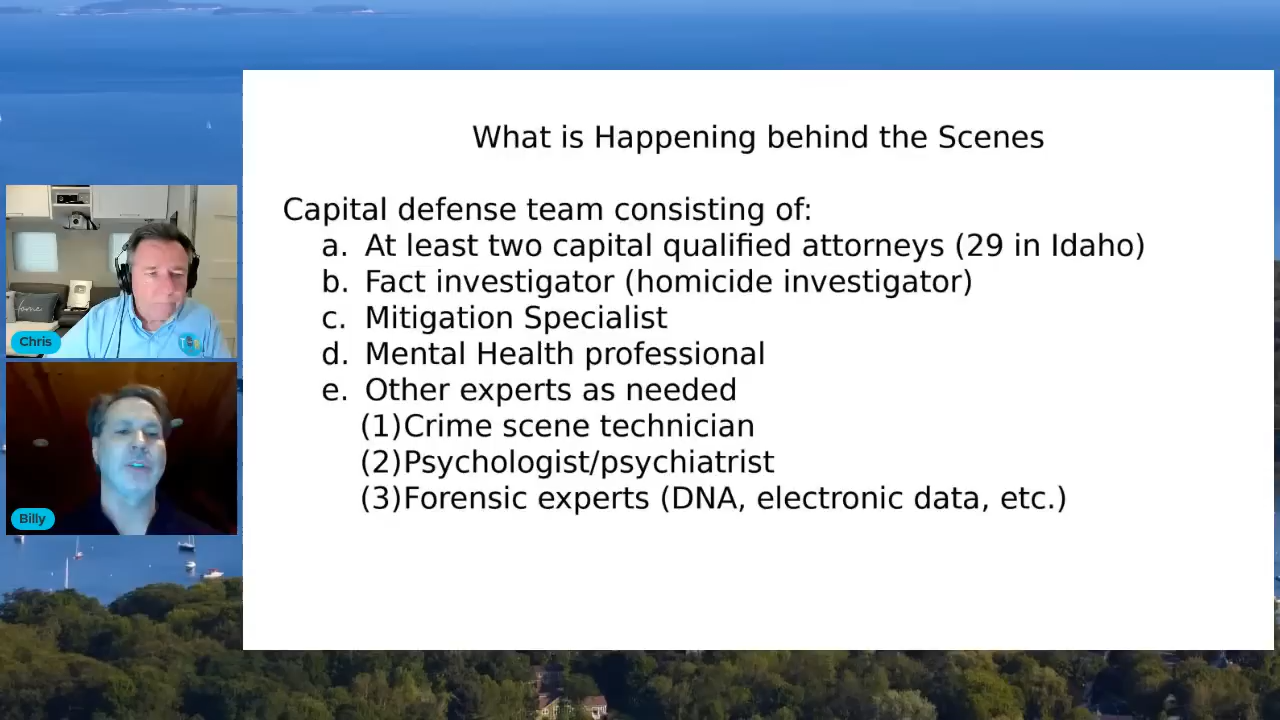 What is Happening behind the Scenes
Capital defense team consisting of:
a. At least two capital qualified attorneys (29 in Idaho)
b. Fact investigator (homicide investigator)
c. Mitigation Specialist
d. Mental Health professional
e. Other experts as needed
(1)Crime scene technician
(2)Psychologist/psychiatrist
(3)Forensic experts (DNA, electronic data, etc.)
home
Chris
Billy